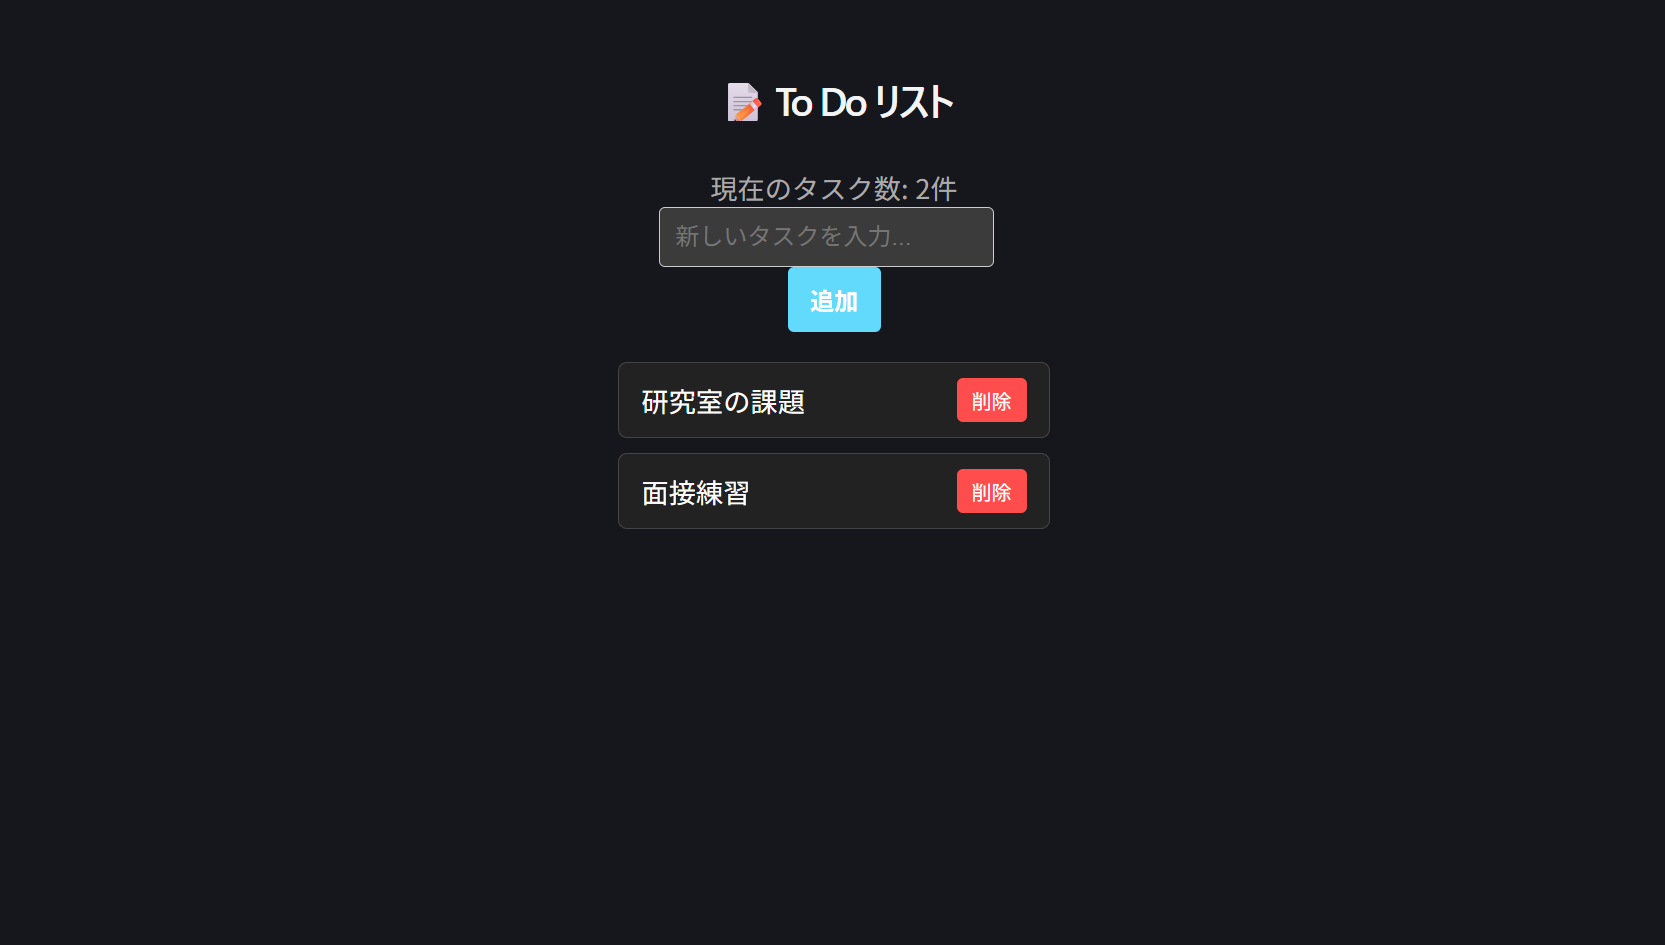 To Do リスト
現在のタスク数: 2件
新しいタスクを入力...
追加
研究室の課題
削除
面接練習
削除